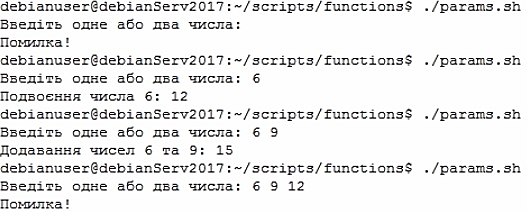 debianuser@debianServ2017:~/scripts/functions$ ./params.sh
Введіть одне або два числа:
Помилка!
debianuser@debianServ2017:~/scripts/functions$ ./params.sh
Введіть одне або два числа: 6
Подвоєння числа 6: 12
debianuser@debianServ2017:~/scripts/functions$ ./params.sh
Введіть одне або два числа: 6 9
Додавання чисел 6 та 9: 15
debianuser@debianServ2017:~/scripts/functions$ ./params.sh
Введіть одне або два числа: 6 9 12
Помилка!